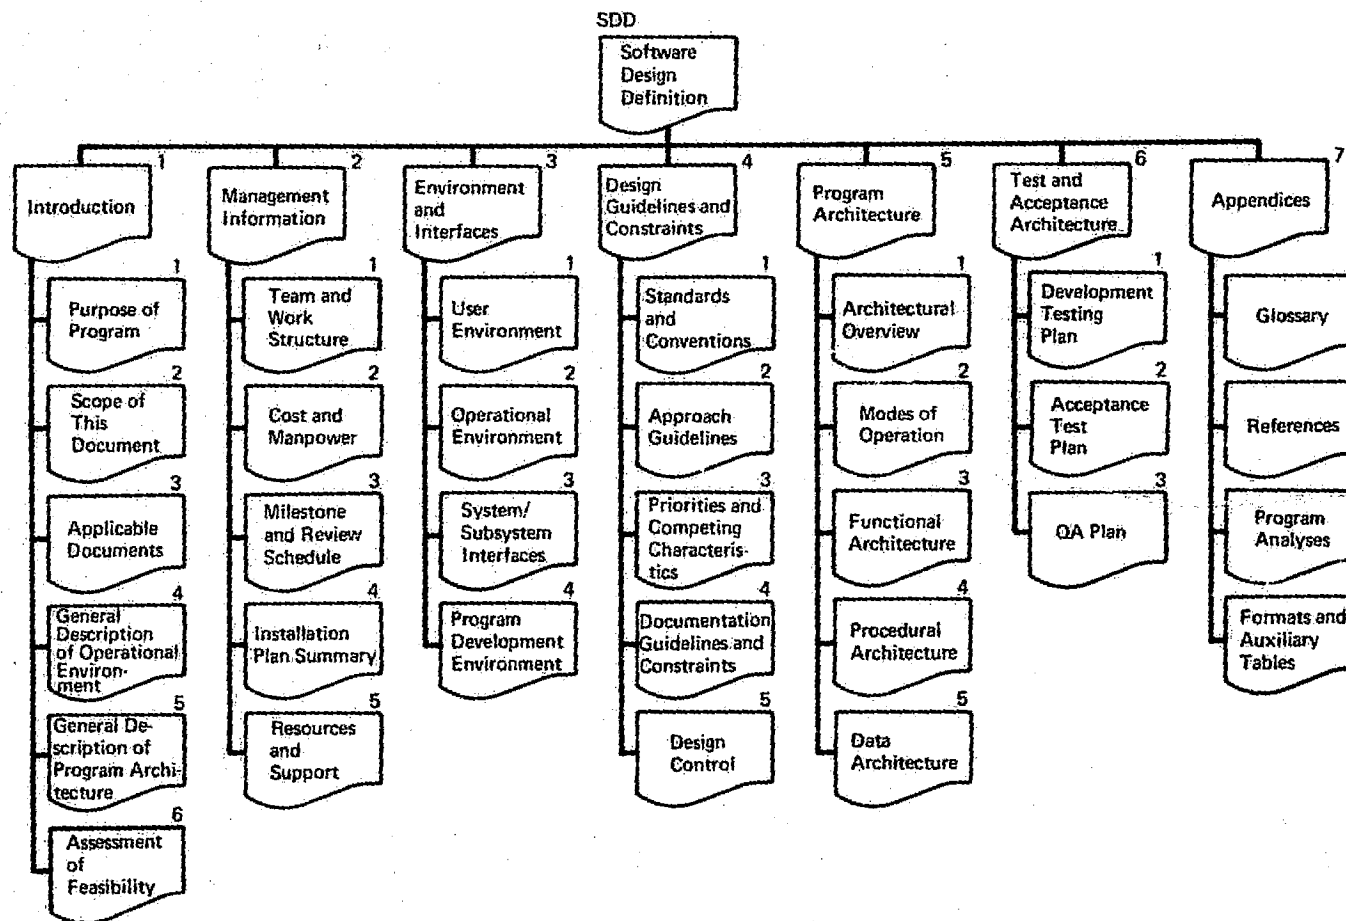 SDD
Software
Design
Definition
1
Introduction
1
Purpose of
Program
2
Scope of
This
Document
3
Applicable
Documents
4
General
Description
of Operational
Environ-
ment
5
General De-
scription of
Program Archi-
tecture
6
Assessment
of
Feasibility
2
Management
Information
1
Team and
Work
Structure
2
Cost and
Manpower
3
Milestone
and Review
Schedule
4
Installation
Plan Summary
5
Resources
and
Support
3
Environment
and
Interfaces
1
User
Environment
2
Operational
Environment
3
System/
Subsystem
Interfaces
4
Program
Development
Environment
4
Design
Guidelines and
Constraints
1
Standards
and
Conventions
2
Approach
Guidelines
3
Priorities and
Competing
Characteris-
tics
4
Documentation
Guidelines and
Constraints
5
Design
Control
5
Program
Architecture
1
Architectural
Overview
2
Modes of
Operation
3
Functional
Architecture
4
Procedural
Architecture
5
Data
Architecture
6
Test and
Acceptance
Architecture
1
Development
Testing
Plan
2
Acceptance
Test
Plan
3
QA Plan
7
Appendices
Glossary
References
Program
Analyses
Formats and
Auxiliary
Tables